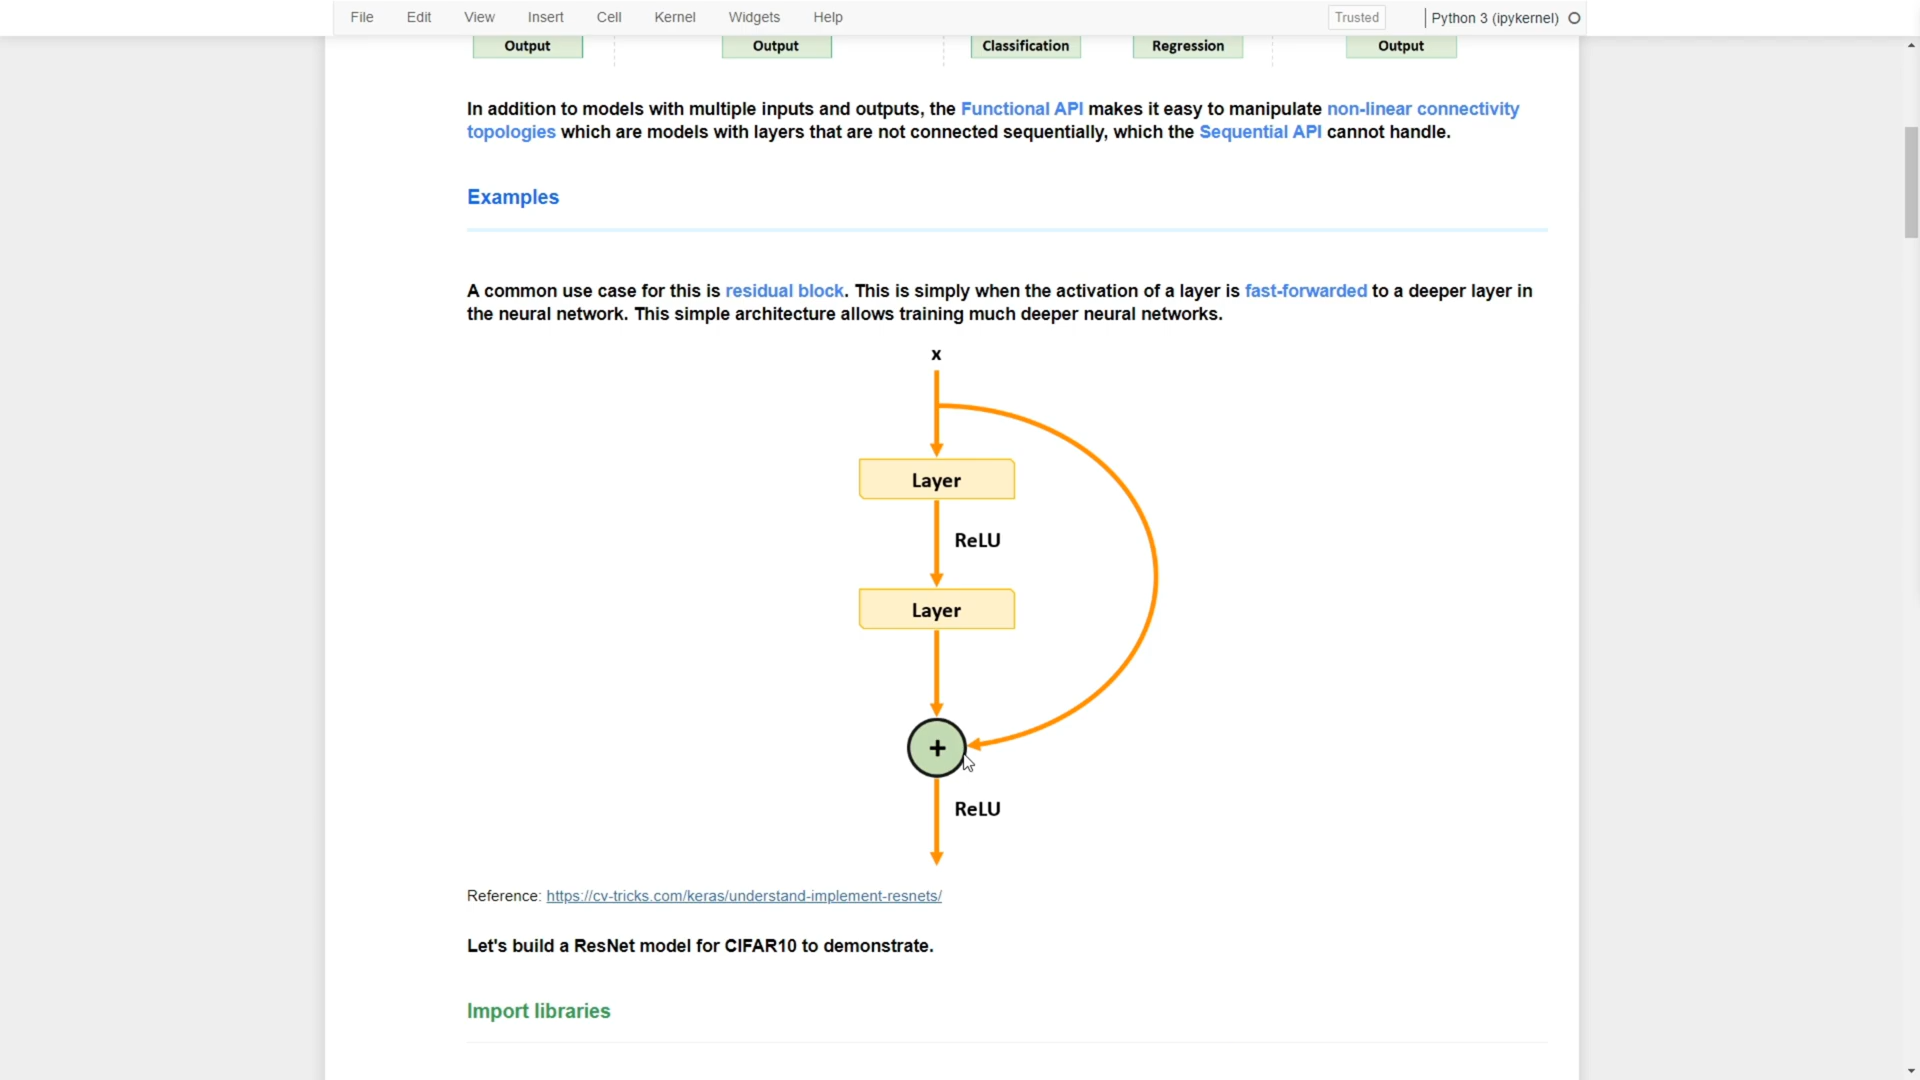 File Edit View Insert Cell Kernel Widgets Help Trusted Python 3 (ipykernel)
Output Output Classification Regression Output
In addition to models with multiple inputs and outputs, the Functional API makes it easy to manipulate non-linear connectivity
topologies which are models with layers that are not connected sequentially, which the Sequential API cannot handle.
Examples
A common use case for this is residual block. This is simply when the activation of a layer is fast-forwarded to a deeper layer in
the neural network. This simple architecture allows training much deeper neural networks.
x
Layer
ReLU
Layer
+
ReLU
Reference: https://cv-tricks.com/keras/understand-implement-resnets/
Let's build a ResNet model for CIFAR10 to demonstrate.
Import libraries